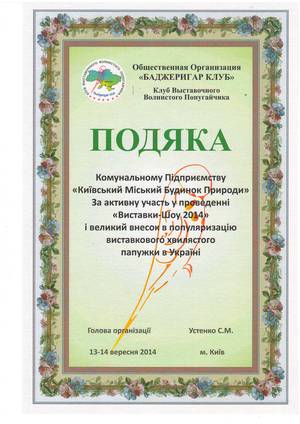 Общественная Организация
«БАДЖЕРИГАР КЛУБ»
Клуб Выставочного
Волнистого Попугайчика
ПОДЯКА
Комунальному Підприємству
«Київський Міський Будинок Природи»
За активну участь у проведенні
«Виставки-Шоу 2014»
і великий внесок в популяризацію
виставкового хвилястого
папужки в Україні
Голова організації
Устенко С.М.
13-14 вересня 2014
м. Київ